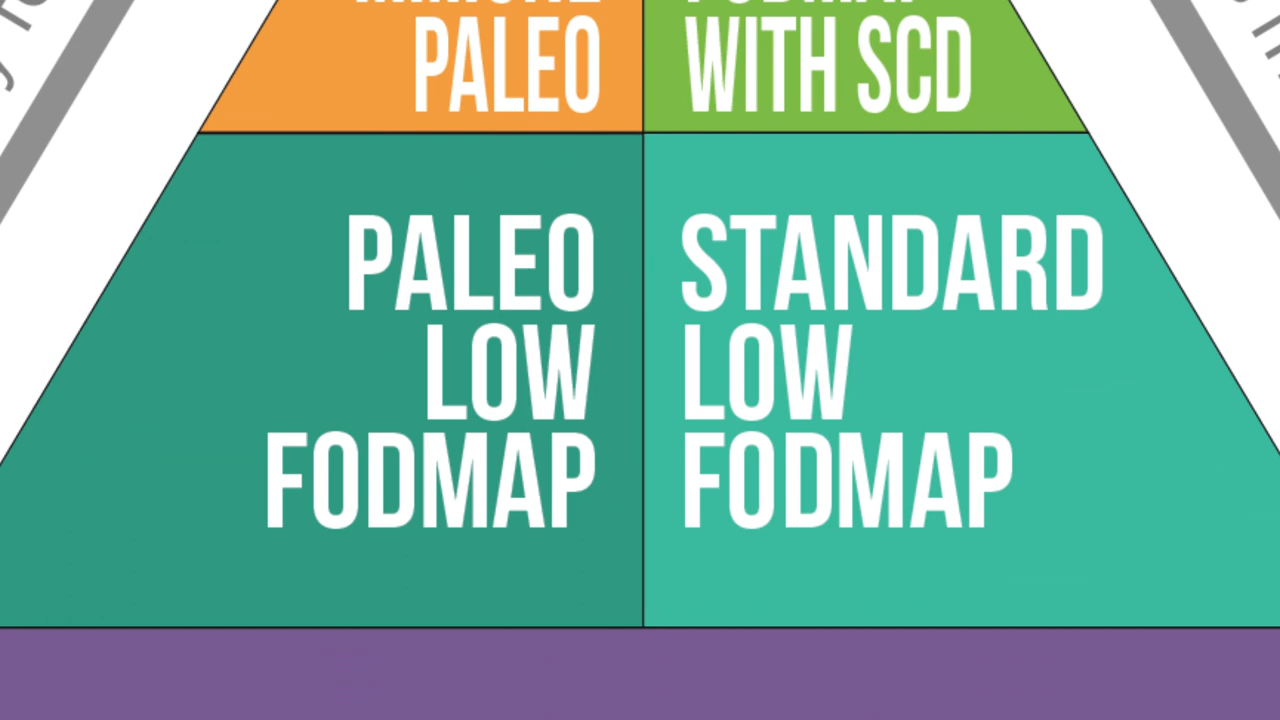 PALEO
WITH SCD
PALEO
LOW
FODMAP
STANDARD
LOW
FODMAP